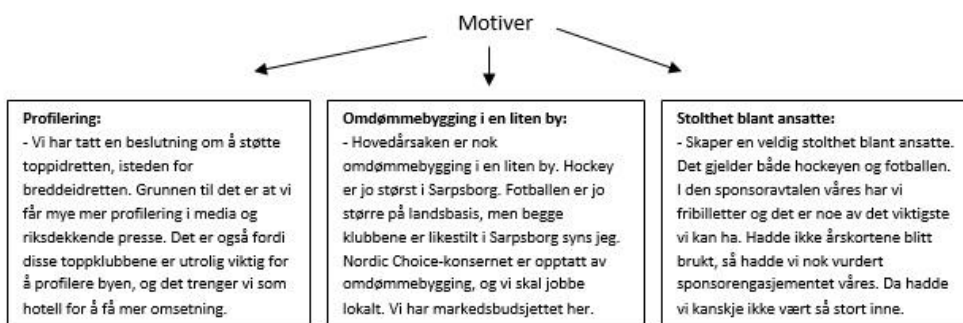 Motiver
Profilering:
- Vi har tatt en beslutning om å støtte
toppidretten, isteden for
breddeidretten. Grunnen til det er at vi
får mye mer profilering i media og
riksdekkende presse. Det er også fordi
disse toppklubbene er utrolig viktig for
å profilere byen, og det trenger vi som
hotell for å få mer omsetning.
Omdømmebygging i en liten by:
- Hovedårsaken er nok
omdømmebygging i en liten by. Hockey
er jo størst i Sarpsborg. Fotballen er jo
større på landsbasis, men begge
klubbene er likestilt i Sarpsborg syns jeg.
Nordic Choice-konsernet er opptatt av
omdømmebygging, og vi skal jobbe
lokalt. Vi har markedsbudsjettet her.
Stolthet blant ansatte:
- Skaper en veldig stolthet blant ansatte.
Det gjelder både hockeyen og fotballen.
I den sponsoravtalen våres har vi
fribilletter og det er noe av det viktigste
vi kan ha. Hadde ikke årskortene blitt
brukt, så hadde vi nok vurdert
sponsorengasjementet våres. Da hadde
vi kanskje ikke vært så stort inne.